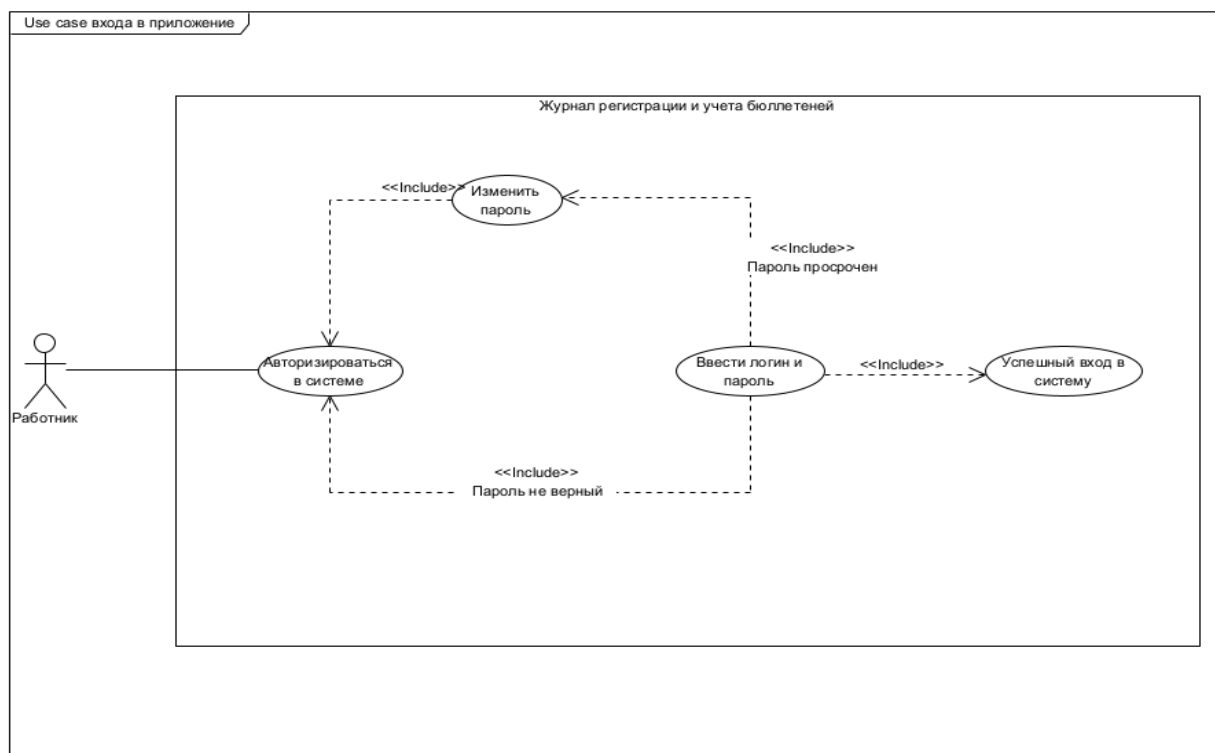 Use case входа в приложение
Журнал регистрации и учета бюллетеней
<<Include>>
Изменить
пароль
<<Include>>
Пароль просрочен
Авторизироваться
в системе
Ввести логин и
пароль
<<Include>>
Успешный вход в
систему
Работник
<<Include>>
Пароль не верный